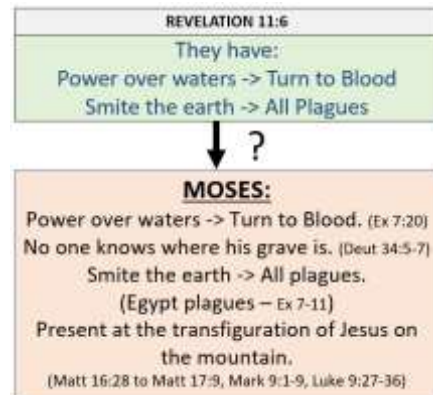 REVELATION 11:6
They have:
Power over waters -> Turn to Blood
Smite the earth -> All Plagues
?
MOSES:
Power over waters -> Turn to Blood. (Ex 7:20)
No one knows where his grave is. (Deut 34:5-7)
Smite the earth -> All plagues.
(Egypt plagues – Ex 7-11)
Present at the transfiguration of Jesus on
the mountain.
(Matt 16:28 to Matt 17:9, Mark 9:1-9, Luke 9:27-36)